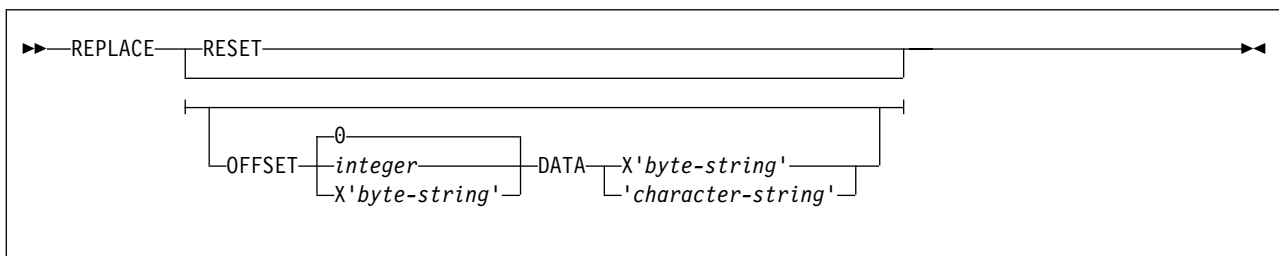 REPLACE RESET
0
OFFSET integer DATA X'byte-string'
X'byte-string' 'character-string'